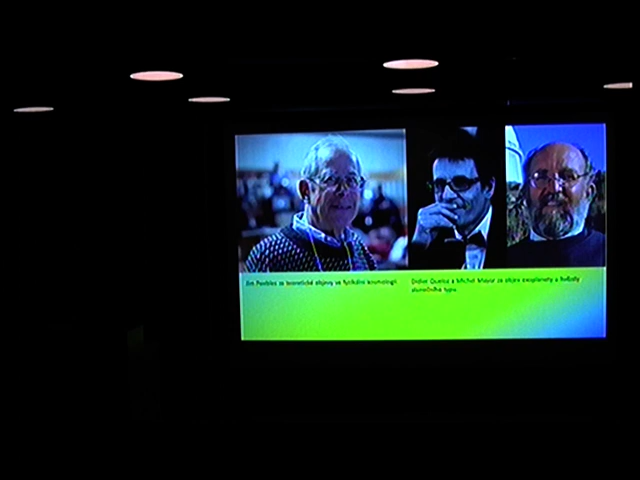 Jim Peebles za teoretické objevy ve fyzikální kosmologii
Didier Queloz a Michel Mayor za objev exoplanety u hvězdy
slunečního typu